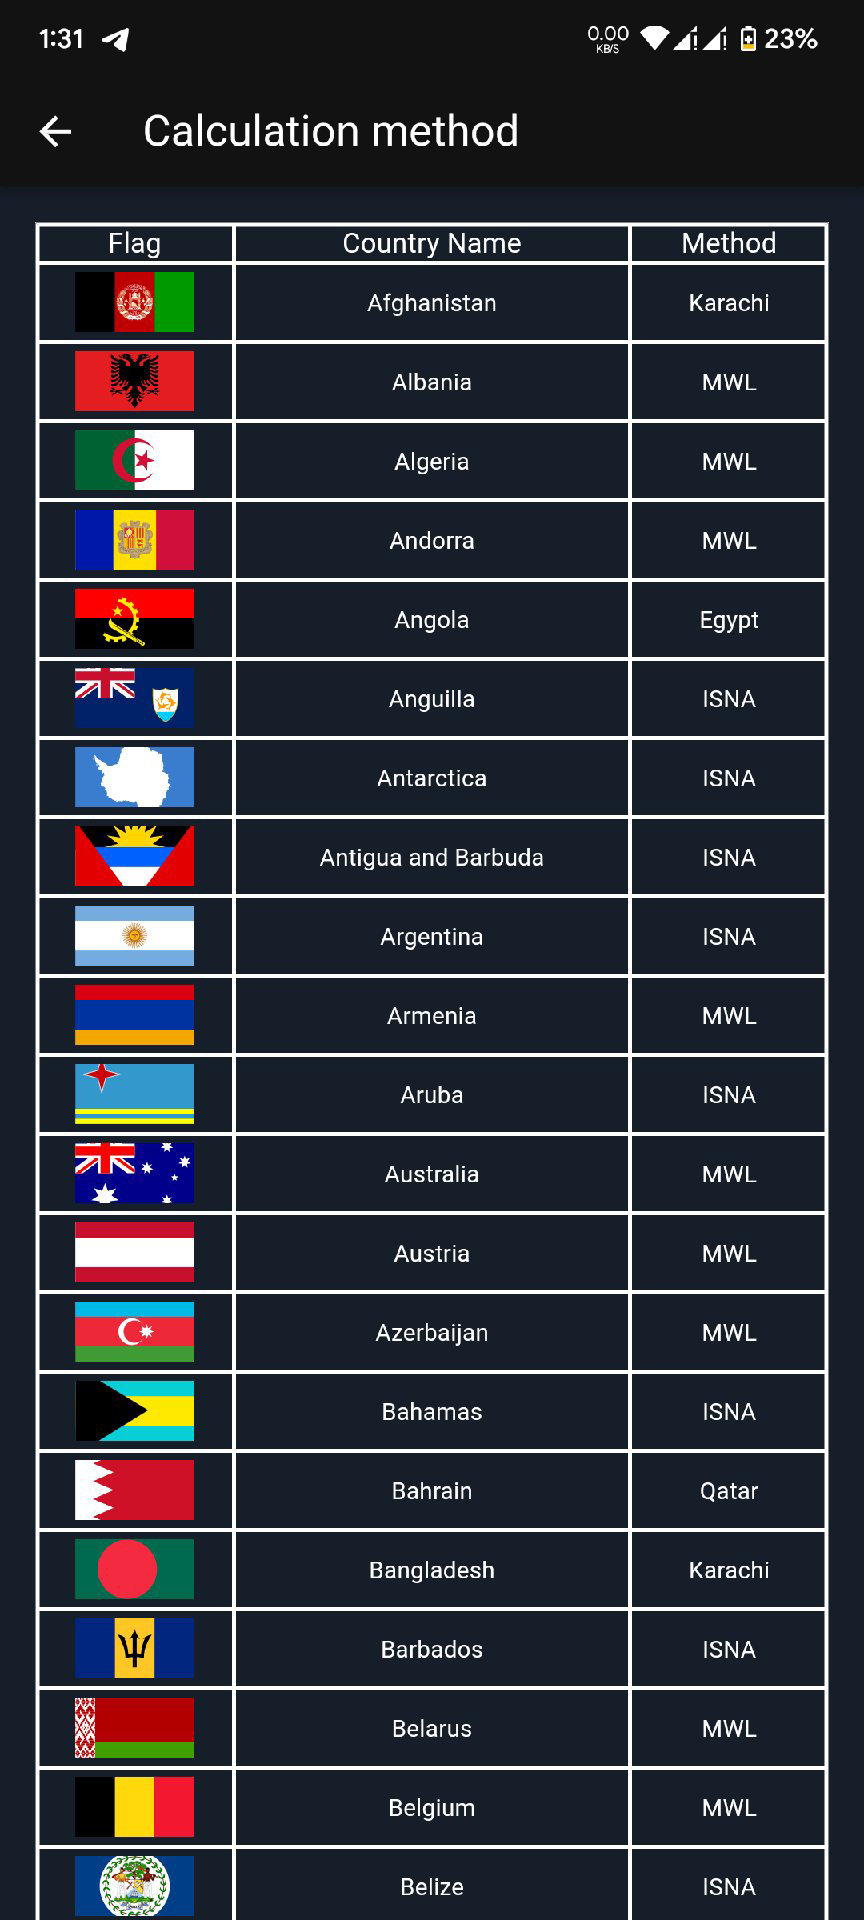 1:31 0.00 KB/S 23%
Calculation method
Flag Country Name Method
Afghanistan Karachi
Albania MWL
Algeria MWL
Andorra MWL
Angola Egypt
Anguilla ISNA
Antarctica ISNA
Antigua and Barbuda ISNA
Argentina ISNA
Armenia MWL
Aruba ISNA
Australia MWL
Austria MWL
Azerbaijan MWL
Bahamas ISNA
Bahrain Qatar
Bangladesh Karachi
Barbados ISNA
Belarus MWL
Belgium MWL
Belize ISNA